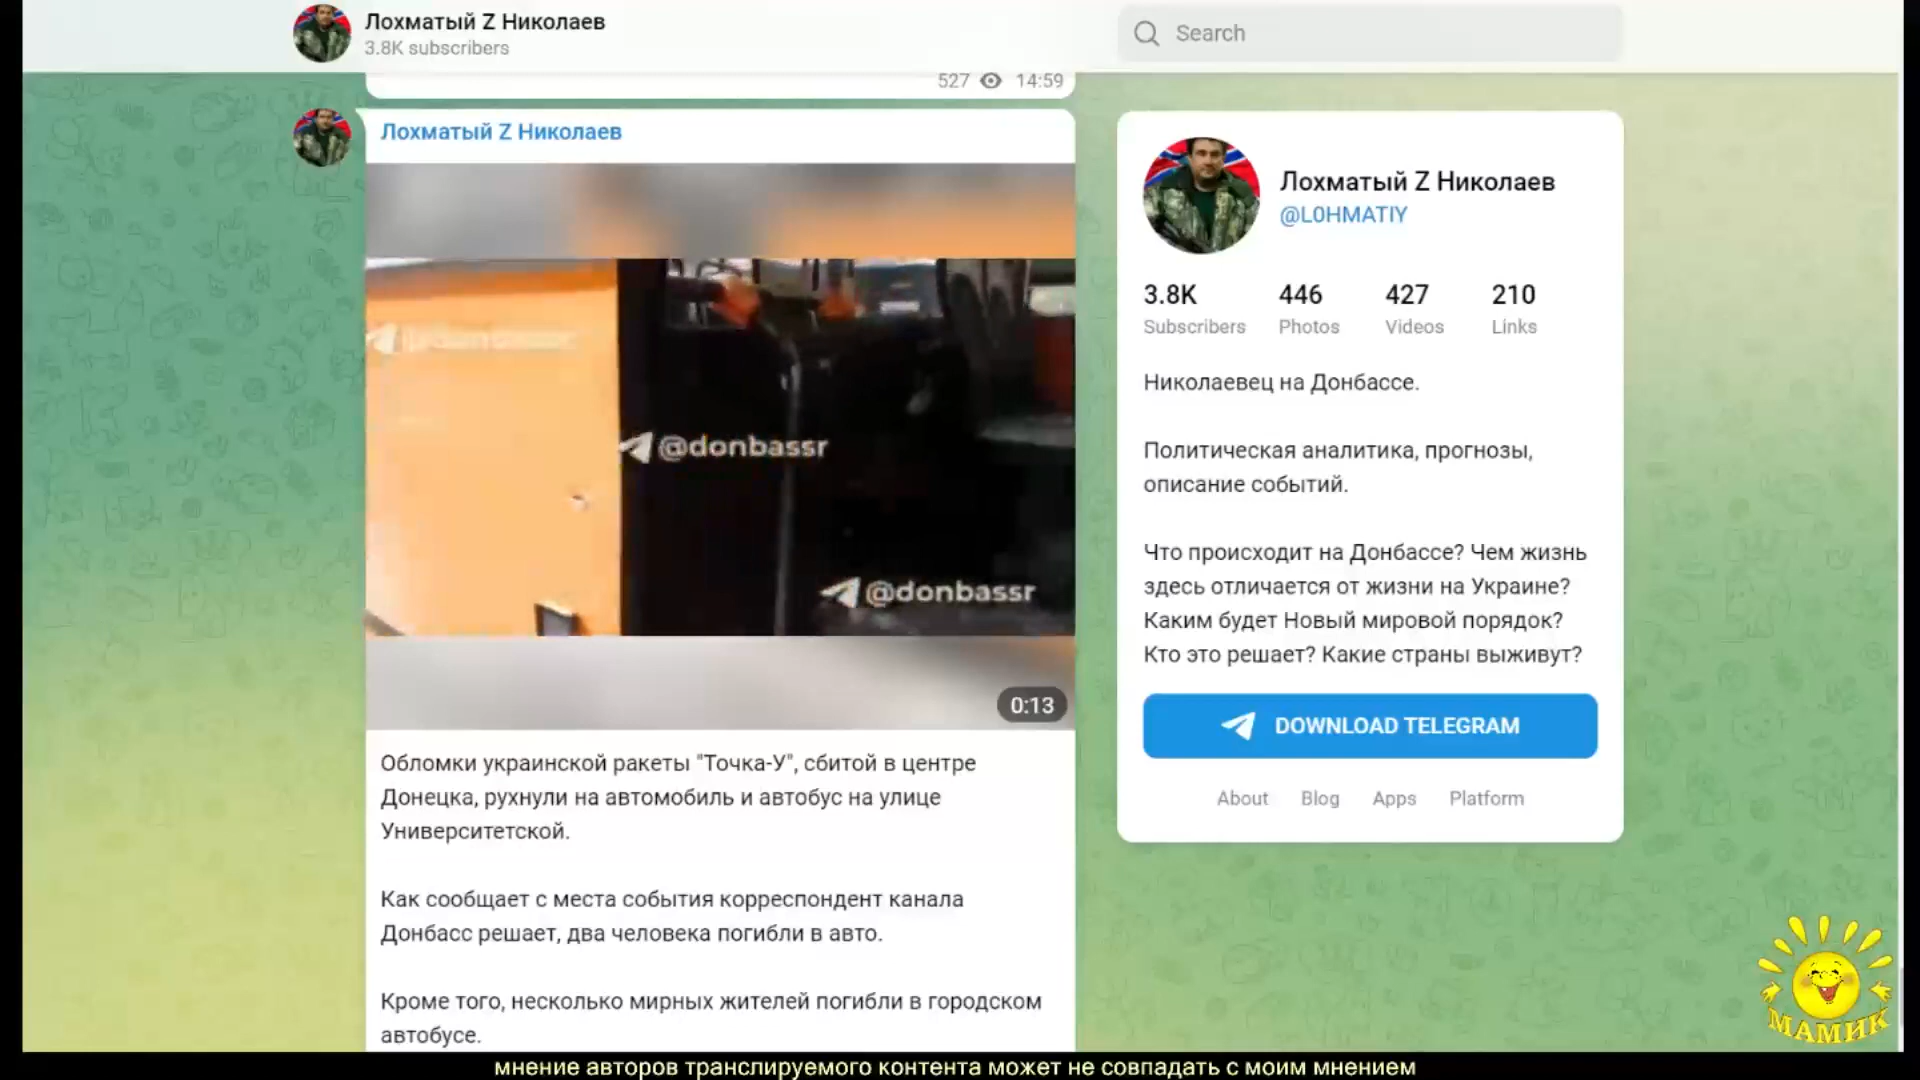 Лохматый Z Николаев
3.8K subscribers
Search
527 14:59
Лохматый Z Николаев
@donbassr
@donbassr
@donbassr
0:13
Обломки украинской ракеты "Точка-У", сбитой в центре
Донецка, рухнули на автомобиль и автобус на улице
Университетской.
Как сообщает с места события корреспондент канала
Донбасс решает, два человека погибли в авто.
Кроме того, несколько мирных жителей погибли в городском
автобусе.
Лохматый Z Николаев
@L0HMATIY
3.8K 446 427 210
Subscribers Photos Videos Links
Николаевец на Донбассе.
Политическая аналитика, прогнозы,
описание событий.
Что происходит на Донбассе? Чем жизнь
здесь отличается от жизни на Украине?
Каким будет Новый мировой порядок?
Кто это решает? Какие страны выживут?
DOWNLOAD TELEGRAM
About Blog Apps Platform
МАМИК
мнение авторов транслируемого контента может не совпадать с моим мнением